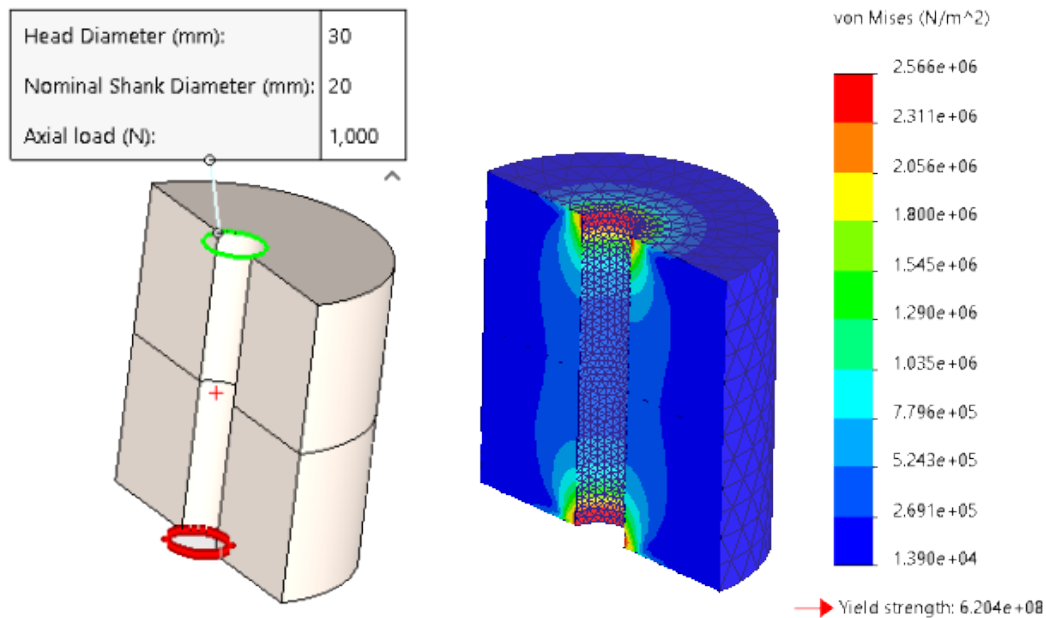 Head Diameter (mm): 30
Nominal Shank Diameter (mm): 20
Axial load (N): 1,000
von Mises (N/m^2)
2.566e+06
2.311e+06
2.056e+06
1.800e+06
1.545e+06
1.290e+06
1.035e+06
7.796e+05
5.243e+05
2.691e+05
1.390e+04
Yield strength: 6.204e+08